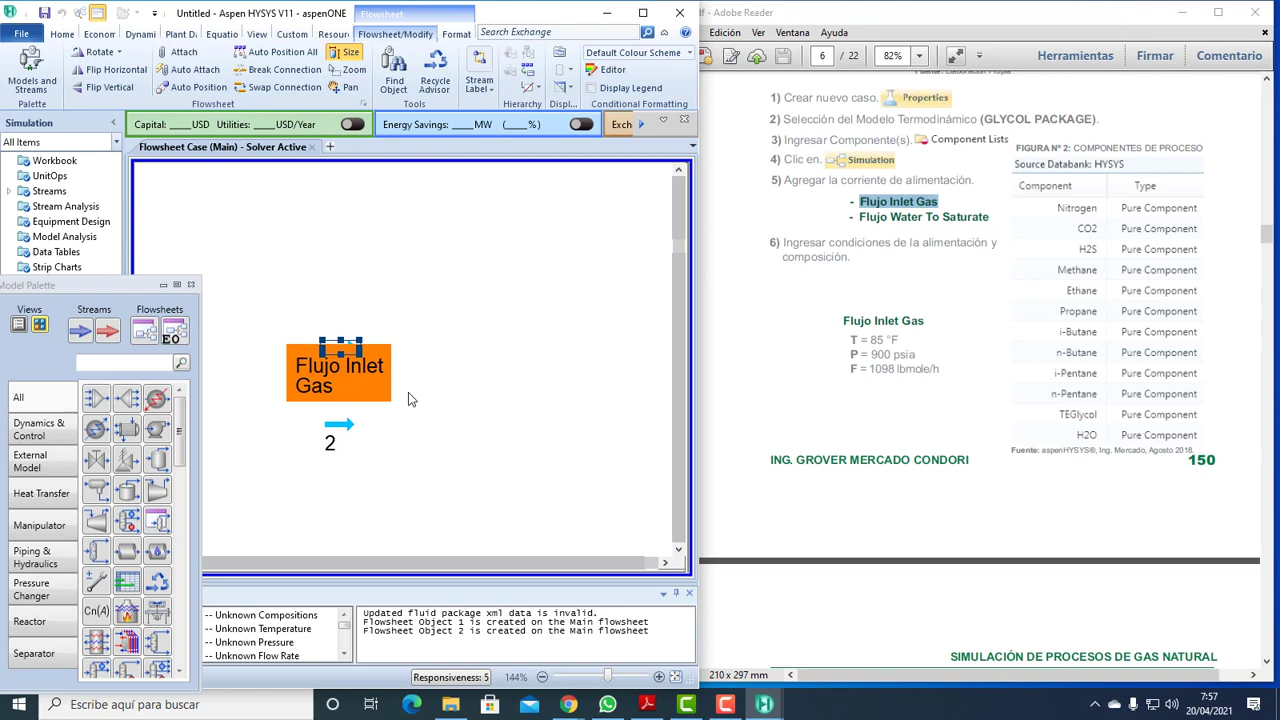 Untitled - Aspen HYSYS V11 - aspenONE
Flowsheet
File
Home
Econor
Dynami
Plant D
Equatio
View
Custom
Resour
Flowsheet/Modify
Format
Search Exchange
Models and
Streams
Palette
Rotate
Flip Horizontal
Flip Vertical
Attach
Auto Attach
Auto Position
Auto Position All
Break Connection
Swap Connection
Size
Zoom
Pan
Flowsheet
Find
Object
Recycle
Advisor
Tools
Stream
Label
Hierarchy
Displ...
Default Colour Scheme
Editor
Display Legend
Conditional Formatting
Simulation
All Items
Workbook
UnitOps
Streams
Stream Analysis
Equipment Design
Model Analysis
Data Tables
Strip Charts
Capital: ____USD Utilities: ____USD/Year
Energy Savings: ____MW (____%)
Exch
Flowsheet Case (Main) - Solver Active
Flujo Inlet
Gas
2
Model Palette
Views
Streams
Flowsheets
EO
All
Dynamics &
Control
External
Model
Heat Transfer
Manipulator
Piping &
Hydraulics
Pressure
Changer
Reactor
Separator
Cn(A)
-- Unknown Compositions
-- Unknown Temperature
-- Unknown Pressure
-- Unknown Flow Rate
Updated fluid package xml data is invalid.
Flowsheet Object 1 is created on the Main flowsheet
Flowsheet Object 2 is created on the Main flowsheet
Responsiveness: 5
144%
.pdf - Adobe Reader
Edición
Ver
Ventana
Ayuda
6
/ 22
82%
Herramientas
Firmar
Comentario
1) Crear nuevo caso.
Properties
2) Selección del Modelo Termodinámico (GLYCOL PACKAGE).
3) Ingresar Componente(s).
Component Lists
4) Clic en.
Simulation
5) Agregar la corriente de alimentación.
- Flujo Inlet Gas
- Flujo Water To Saturate
6) Ingresar condiciones de la alimentación y
composición.
Flujo Inlet Gas
T = 85 °F
P = 900 psia
F = 1098 lbmole/h
FIGURA Nº 2: COMPONENTES DE PROCESO
Source Databank: HYSYS
Component Type
Nitrogen Pure Component
CO2 Pure Component
H2S Pure Component
Methane Pure Component
Ethane Pure Component
Propane Pure Component
i-Butane Pure Component
n-Butane Pure Component
i-Pentane Pure Component
n-Pentane Pure Component
TEGlycol Pure Component
H2O Pure Component
Fuente: aspenHYSYS®, Ing. Mercado, Agosto 2018.
ING. GROVER MERCADO CONDORI
150
SIMULACIÓN DE PROCESOS DE GAS NATURAL
210 x 297 mm
Escribe aquí para buscar
7:57
20/04/2021